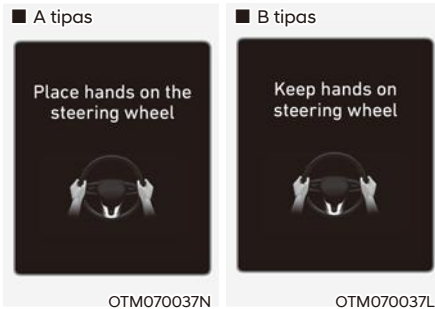 ■ A tipas
Place hands on the
steering wheel
OTM070037N
■ B tipas
Keep hands on
steering wheel
OTM070037L